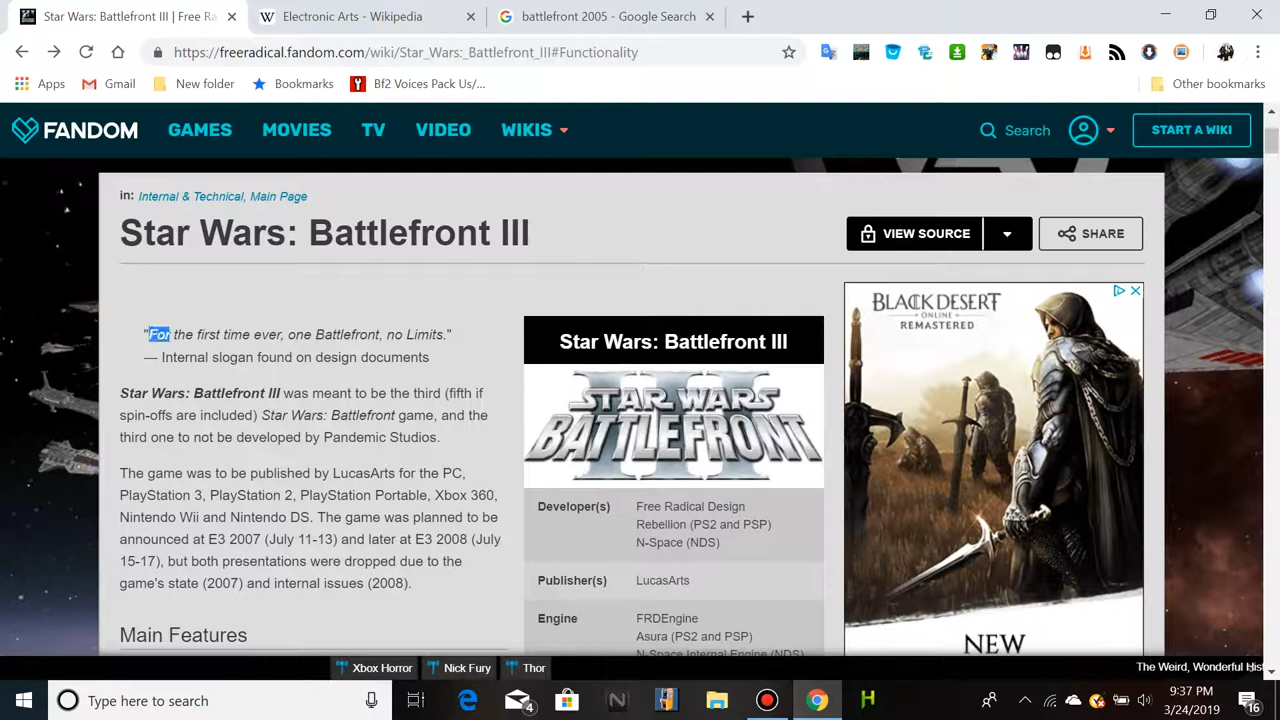 Star Wars: Battlefront III | Free Ra
Electronic Arts - Wikipedia
battlefront 2005 - Google Search
https://freeradical.fandom.com/wiki/Star_Wars:_Battlefront_III#Functionality
Apps
Gmail
New folder
Bookmarks
Bf2 Voices Pack Us/...
Other bookmarks
FANDOM
GAMES
MOVIES
TV
VIDEO
WIKIS
Search
START A WIKI
in: Internal & Technical, Main Page
Star Wars: Battlefront III
VIEW SOURCE
SHARE
"For the first time ever, one Battlefront, no Limits."
— Internal slogan found on design documents
Star Wars: Battlefront III was meant to be the third (fifth if
spin-offs are included) Star Wars: Battlefront game, and the
third one to not be developed by Pandemic Studios.
The game was to be published by LucasArts for the PC,
PlayStation 3, PlayStation 2, PlayStation Portable, Xbox 360,
Nintendo Wii and Nintendo DS. The game was planned to be
announced at E3 2007 (July 11-13) and later at E3 2008 (July
15-17), but both presentations were dropped due to the
game's state (2007) and internal issues (2008).
Main Features
Star Wars: Battlefront III
STAR WARS
BATTLEFRONT
III
Developer(s)
Free Radical Design
Rebellion (PS2 and PSP)
N-Space (NDS)
Publisher(s)
LucasArts
Engine
FRDEngine
Asura (PS2 and PSP)
N-Space Internal Engine (NDS)
BLACK DESERT
ONLINE
REMASTERED
NEW
Xbox Horror
Nick Fury
Thor
The Weird, Wonderful Hist
Type here to search
4
9:37 PM
3/24/2019
16